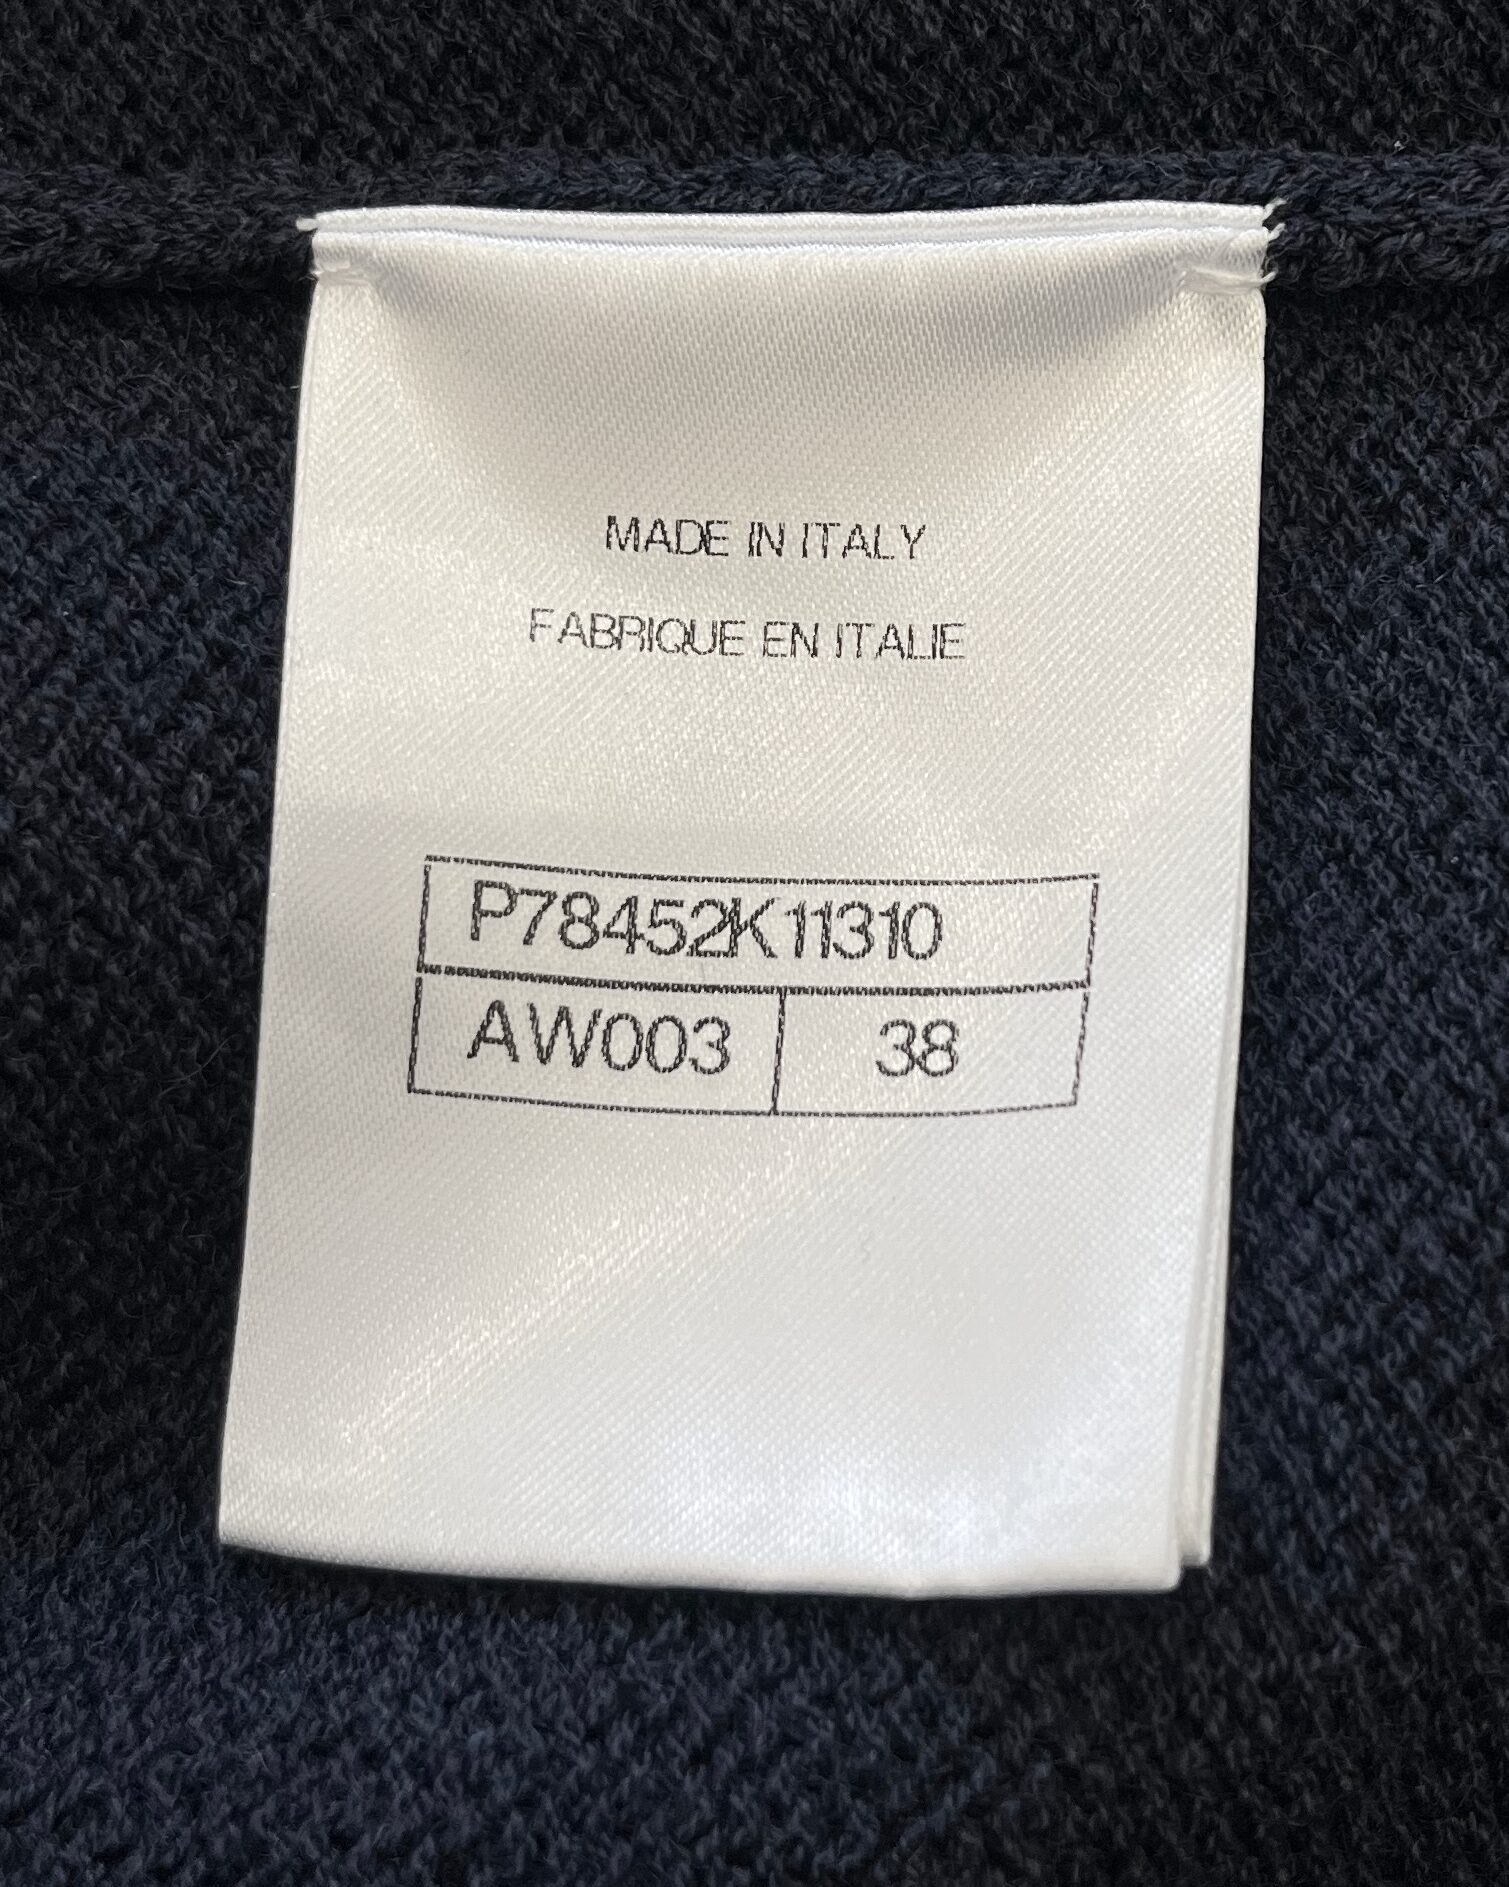 MADE IN ITALY
FABRIQUE EN ITALIE
P78452K11310
AW003 38